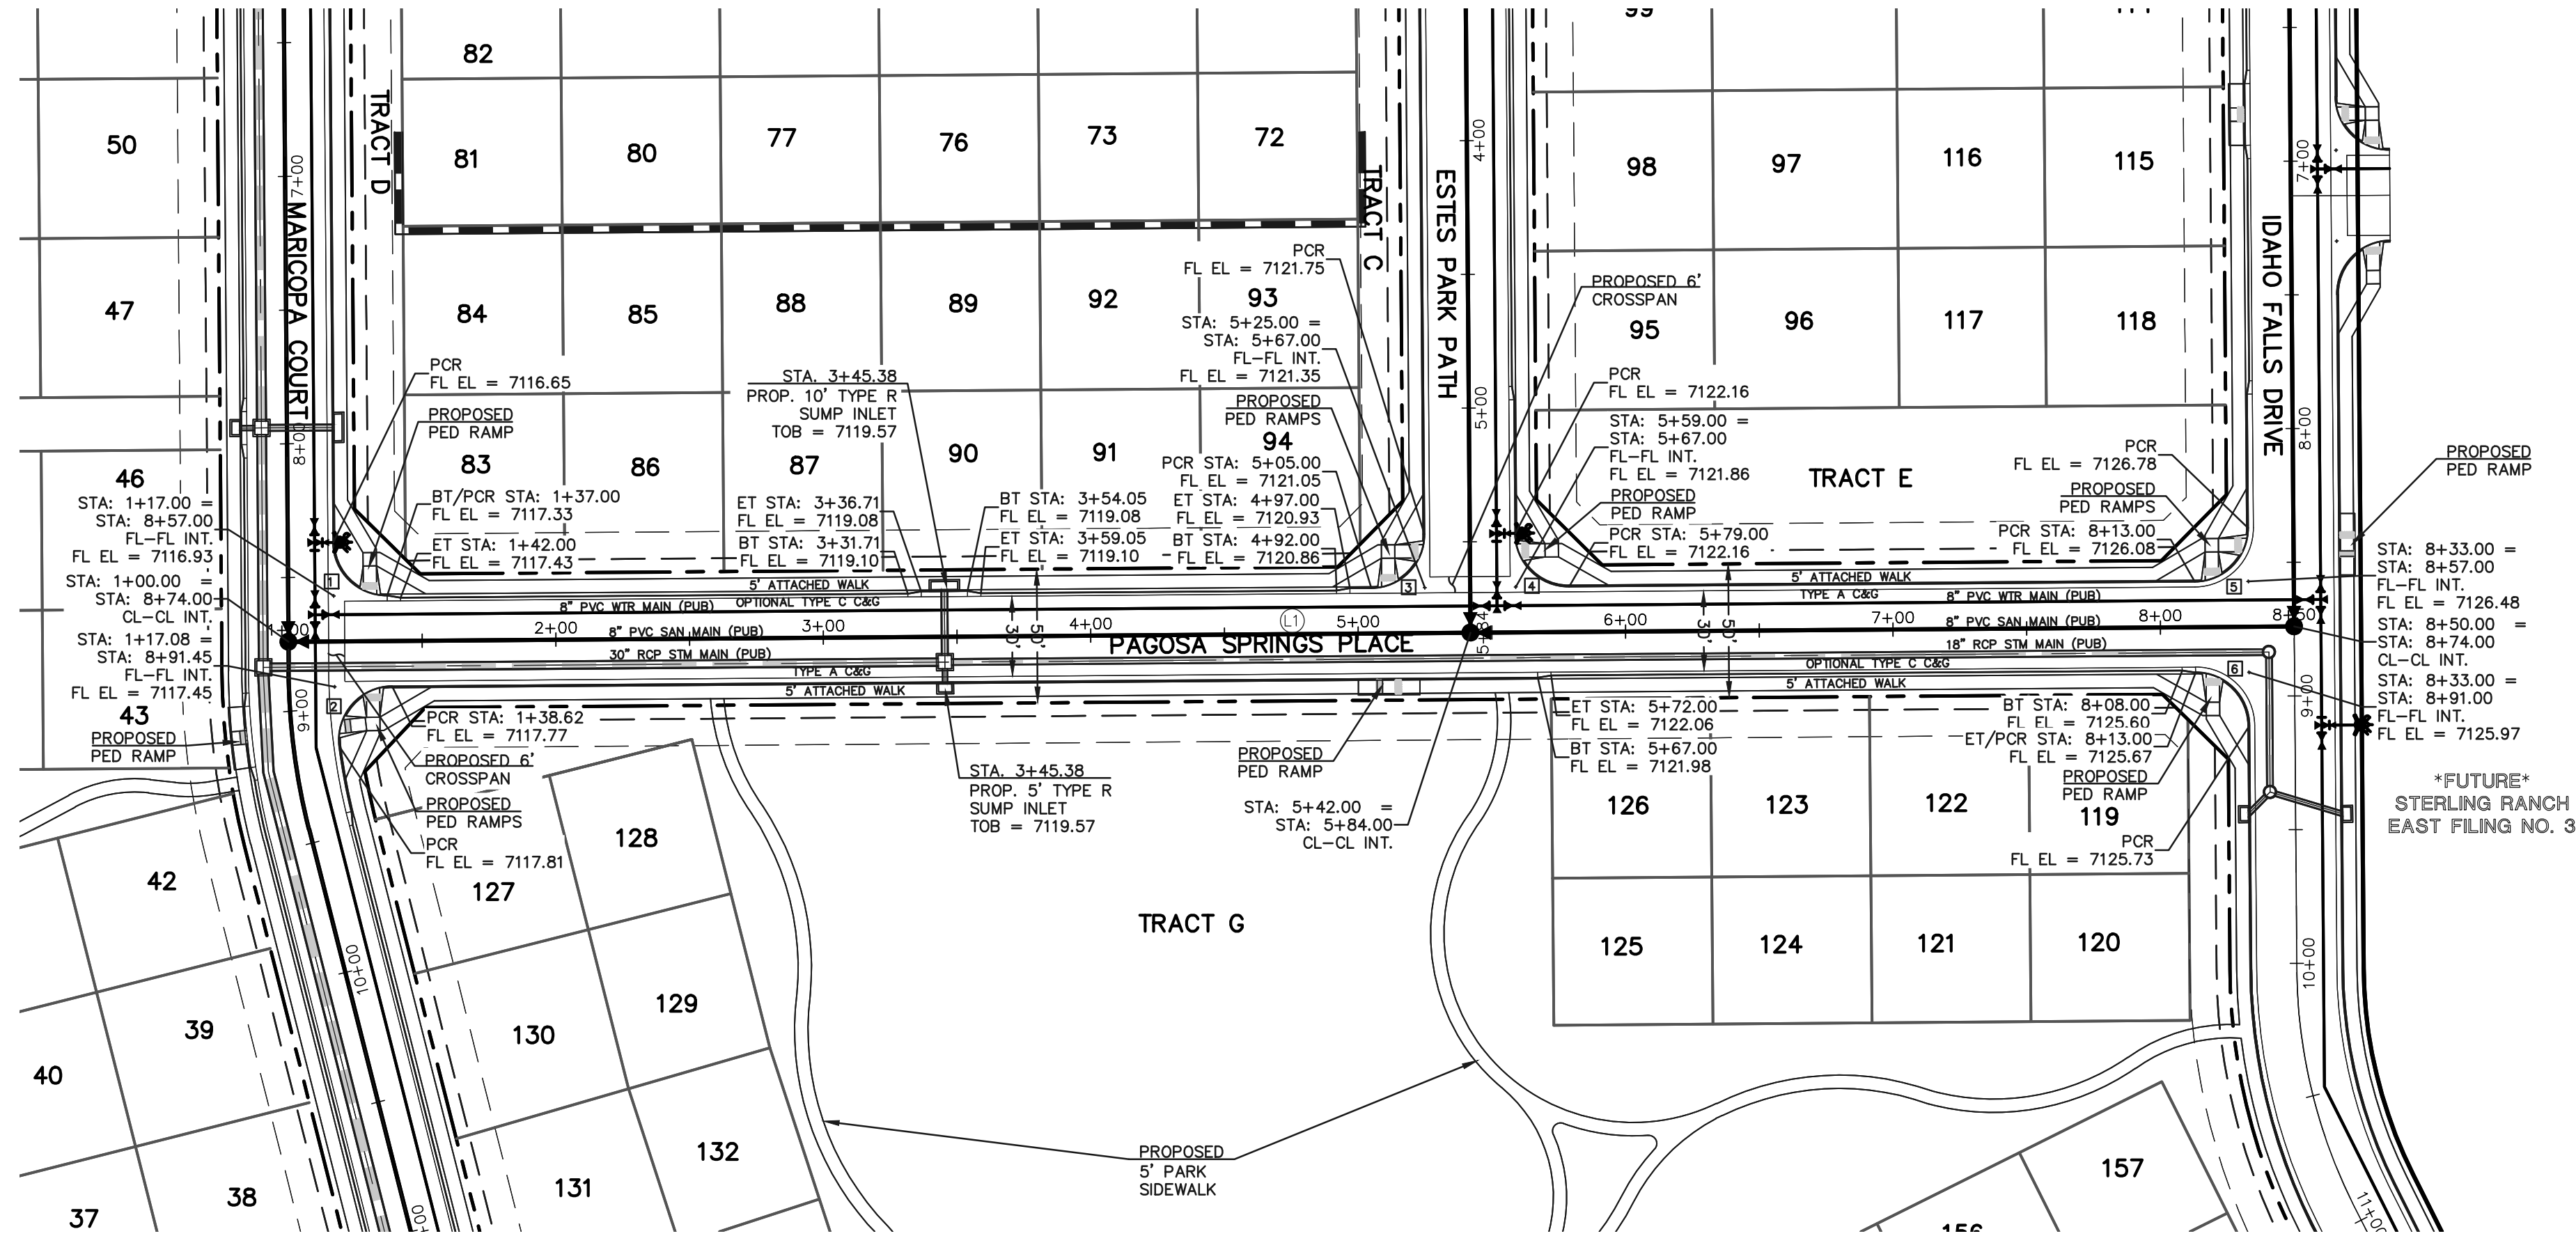 99
82
50
TRACT D
81
80
77
76
73
72
TRACT C
98
97
116
115
4+00
7+00
7+00
MARICOPA COURT
ESTES PARK PATH
IDAHO FALLS DRIVE
47
84
85
88
89
92
93
95
96
117
118
PCR
FL EL = 7121.75
STA: 5+25.00 =
STA: 5+67.00
FL-FL INT.
FL EL = 7121.35
PROPOSED 6'
CROSSPAN
PCR
FL EL = 7116.65
PROPOSED
PED RAMP
STA. 3+45.38
PROP. 10' TYPE R
SUMP INLET
TOB = 7119.57
PROPOSED
PED RAMPS
PCR
FL EL = 7122.16
STA: 5+59.00 =
STA: 5+67.00
FL-FL INT.
FL EL = 7121.86
5+00
8+00
8+00
46
83
86
87
90
91
94
TRACT E
PCR
FL EL = 7126.78
PROPOSED
PED RAMP
STA: 1+17.00 =
STA: 8+57.00
FL-FL INT.
FL EL = 7116.93
BT/PCR STA: 1+37.00
FL EL = 7117.33
ET STA: 1+42.00
FL EL = 7117.43
ET STA: 3+36.71
FL EL = 7119.08
BT STA: 3+31.71
FL EL = 7119.10
BT STA: 3+54.05
FL EL = 7119.08
ET STA: 3+59.05
FL EL = 7119.10
PCR STA: 5+05.00
FL EL = 7121.05
ET STA: 4+97.00
FL EL = 7120.93
BT STA: 4+92.00
FL EL = 7120.86
PROPOSED
PED RAMP
PCR STA: 5+79.00
FL EL = 7122.16
PROPOSED
PED RAMPS
PCR STA: 8+13.00
FL EL = 7126.08
STA: 8+33.00 =
STA: 8+57.00
FL-FL INT.
FL EL = 7126.48
STA: 1+00.00 =
STA: 8+74.00
CL-CL INT.
1
3
4
5
5' ATTACHED WALK
5' ATTACHED WALK
8" PVC WTR MAIN (PUB)
OPTIONAL TYPE C C&G
TYPE A C&G
8" PVC WTR MAIN (PUB)
1+00
2+00
3+00
4+00
L1
5+00
5+84
6+00
7+00
8+00
8+50
8" PVC SAN MAIN (PUB)
8" PVC SAN MAIN (PUB)
30'
50'
30'
50'
PAGOSA SPRINGS PLACE
30" RCP STM MAIN (PUB)
18" RCP STM MAIN (PUB)
TYPE A C&G
OPTIONAL TYPE C C&G
5' ATTACHED WALK
5' ATTACHED WALK
6
2
STA: 8+50.00 =
STA: 8+74.00
CL-CL INT.
STA: 8+33.00 =
STA: 8+91.00
FL-FL INT.
FL EL = 7125.97
STA: 1+17.08 =
STA: 8+91.45
FL-FL INT.
FL EL = 7117.45
9+00
9+00
43
PROPOSED
PED RAMP
PCR STA: 1+38.62
FL EL = 7117.77
PROPOSED 6'
CROSSPAN
PROPOSED
PED RAMPS
PCR
FL EL = 7117.81
STA. 3+45.38
PROP. 5' TYPE R
SUMP INLET
TOB = 7119.57
PROPOSED
PED RAMP
STA: 5+42.00 =
STA: 5+84.00
CL-CL INT.
ET STA: 5+72.00
FL EL = 7122.06
BT STA: 5+67.00
FL EL = 7121.98
BT STA: 8+08.00
FL EL = 7125.60
ET/PCR STA: 8+13.00
FL EL = 7125.67
PROPOSED
PED RAMP
PCR
FL EL = 7125.73
*FUTURE*
STERLING RANCH
EAST FILING NO. 3
126
123
122
119
128
127
42
TRACT G
125
124
121
120
10+00
10+00
39
130
129
40
132
131
38
37
PROPOSED
5' PARK
SIDEWALK
157
156
11+00